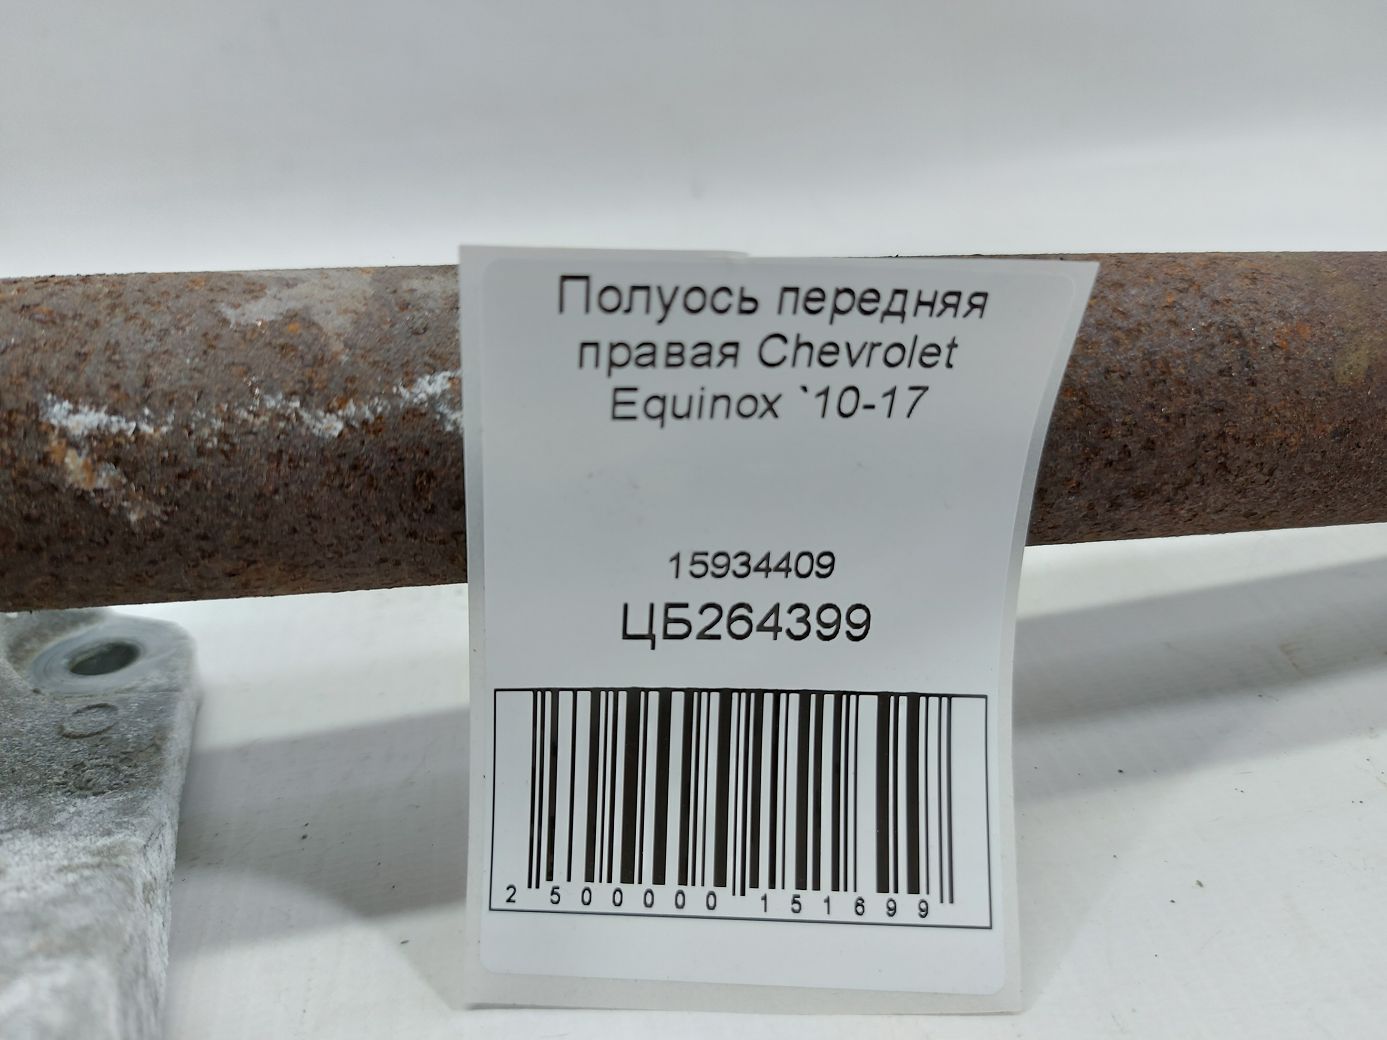 Полуось передняя
правая Chevrolet
Equinox `10-17
15934409
ЦБ264399
2 500000 151699